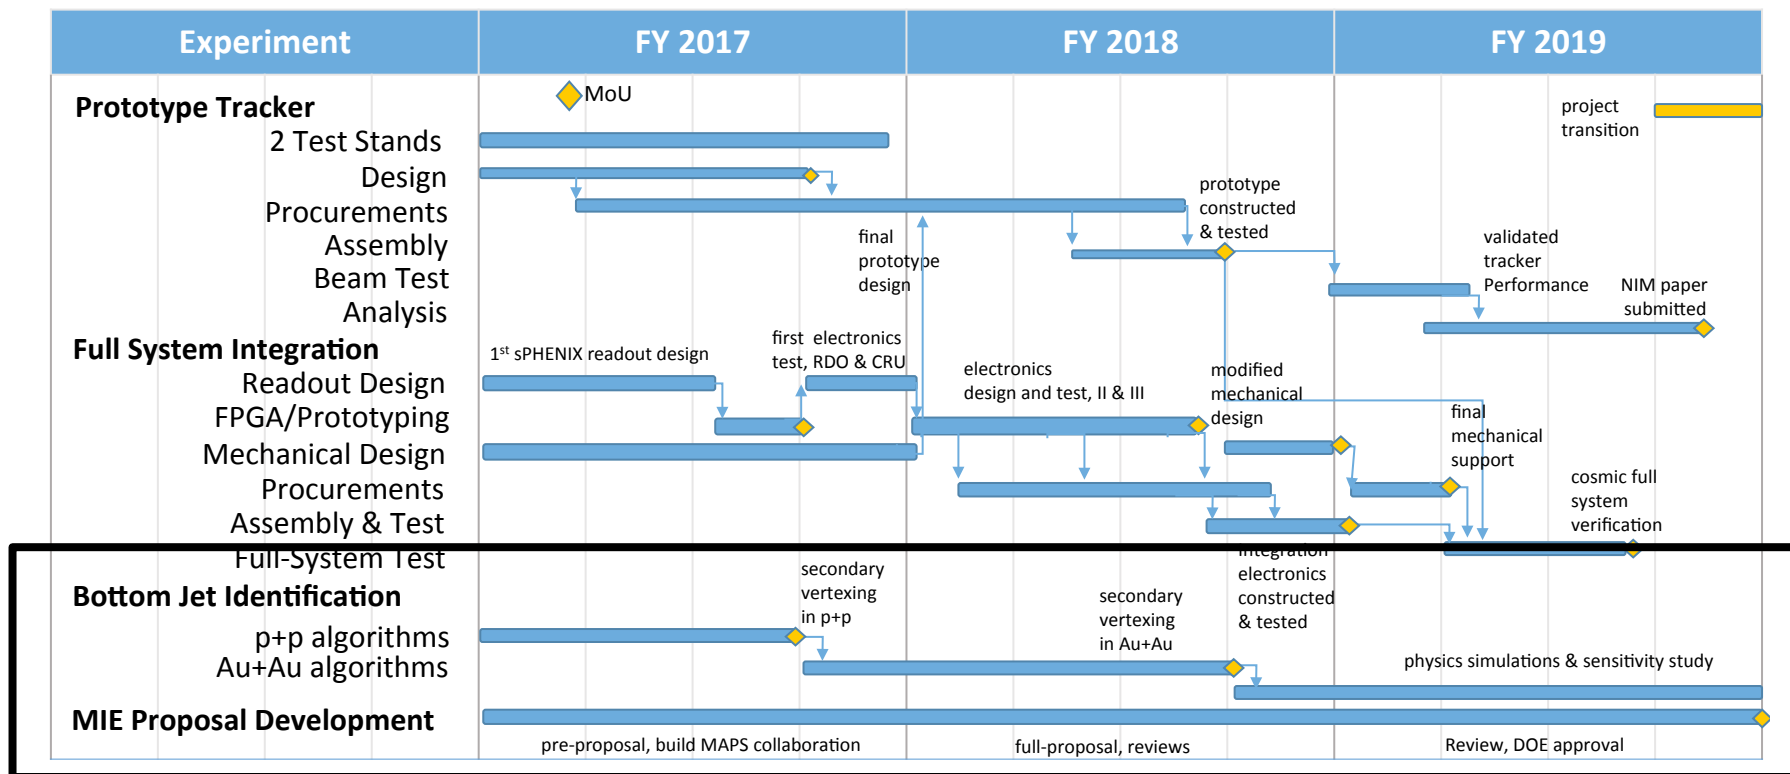 Experiment FY 2017 FY 2018 FY 2019
Prototype Tracker
MoU
project
transition
2 Test Stands
Design
Procurements
prototype
constructed
& tested
Assembly
final
prototype
design
validated
tracker
Performance
Beam Test
NIM paper
submitted
Analysis
Full System Integration
1st sPHENIX readout design
first electronics
test, RDO & CRU
electronics
design and test, II & III
modified
mechanical
design
Readout Design
FPGA/Prototyping
final
mechanical
support
Mechanical Design
Procurements
cosmic full
system
verification
Assembly & Test
Full-System Test
integration
electronics
constructed
& tested
Bottom Jet Identification
secondary
vertexing
in p+p
secondary
vertexing
in Au+Au
p+p algorithms
Au+Au algorithms
physics simulations & sensitivity study
MIE Proposal Development
pre-proposal, build MAPS collaboration
full-proposal, reviews
Review, DOE approval